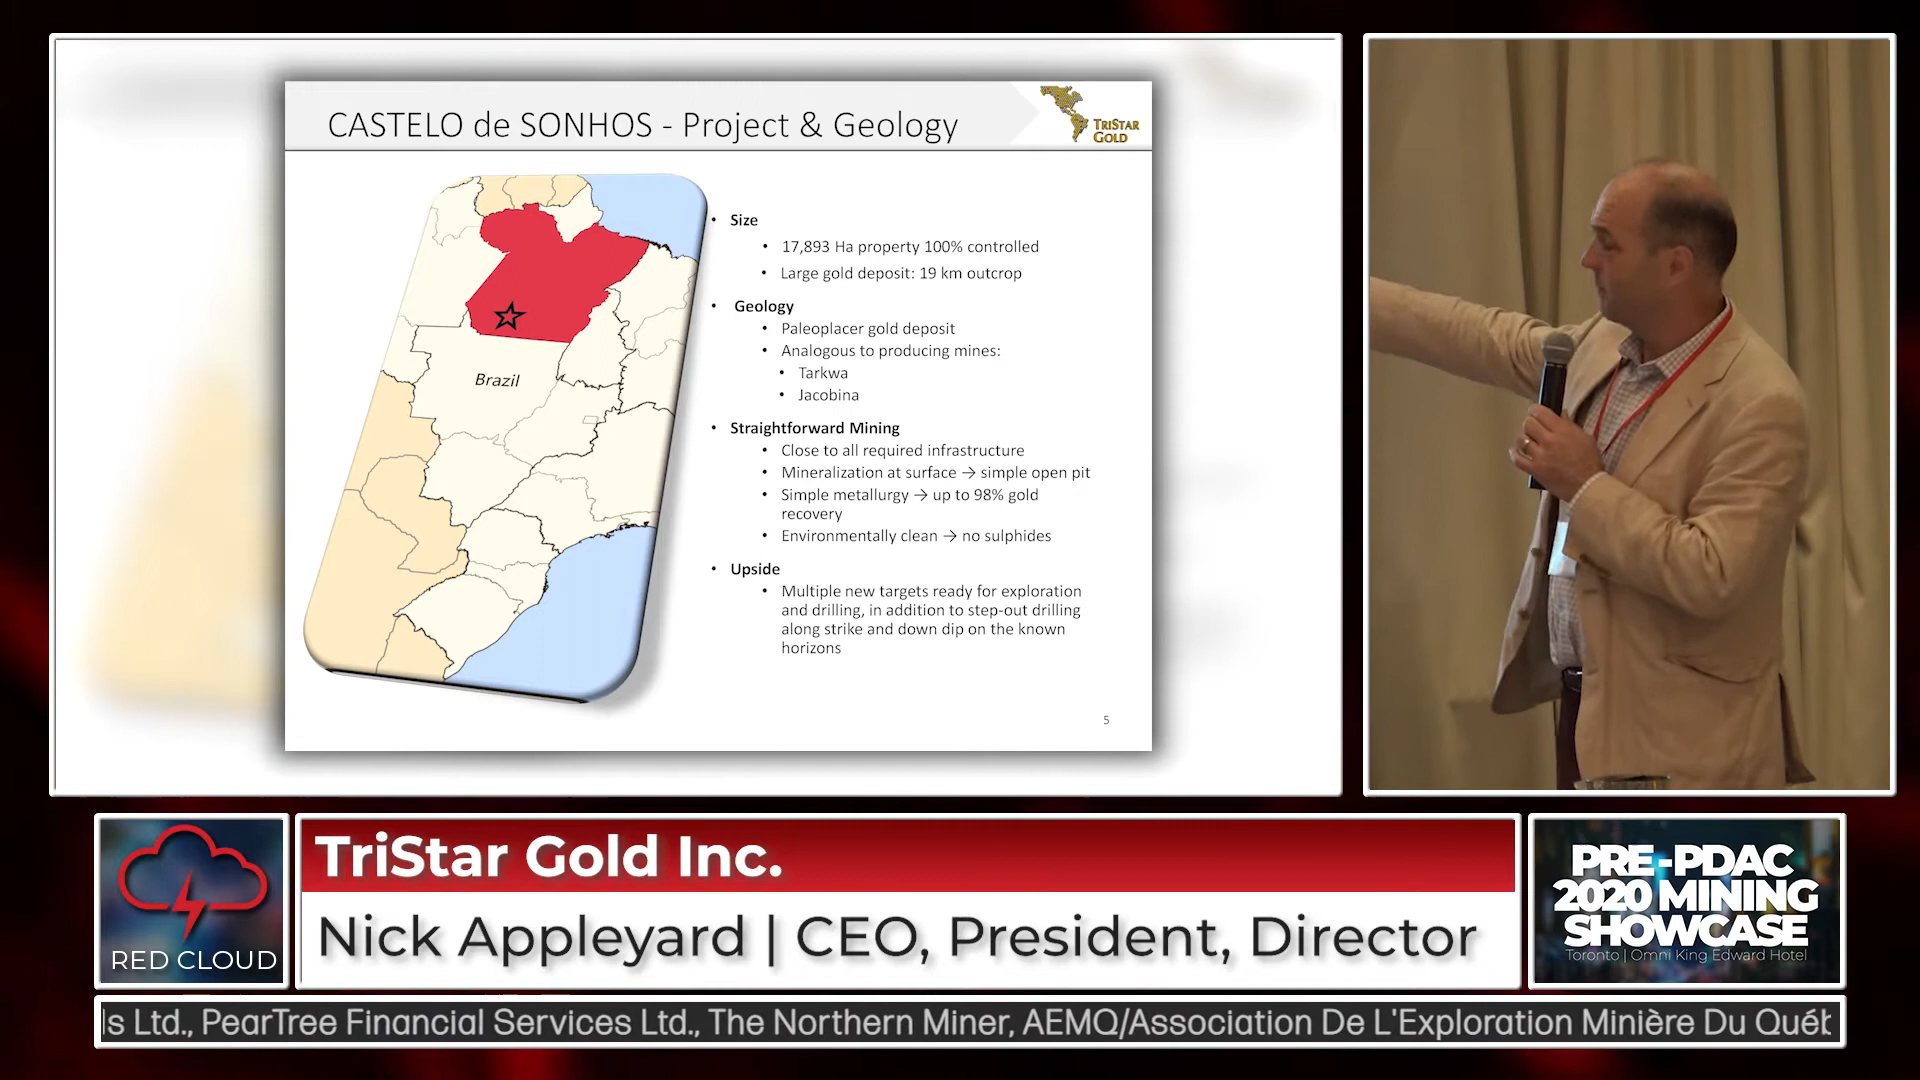 CASTELO de SONHOS - Project & Geology
TRISTAR
GOLD
Brazil
• Size
• 17,893 Ha property 100% controlled
• Large gold deposit: 19 km outcrop
• Geology
• Paleoplacer gold deposit
• Analogous to producing mines:
• Tarkwa
• Jacobina
• Straightforward Mining
• Close to all required infrastructure
• Mineralization at surface → simple open pit
• Simple metallurgy → up to 98% gold
recovery
• Environmentally clean → no sulphides
• Upside
• Multiple new targets ready for exploration
and drilling, in addition to step-out drilling
along strike and down dip on the known
horizons
5
RED CLOUD
TriStar Gold Inc.
Nick Appleyard | CEO, President, Director
PRE-PDAC
2020 MINING
SHOWCASE
Toronto | Omni King Edward Hotel
ls Ltd., PearTree Financial Services Ltd., The Northern Miner, AEMQ/Association De L'Exploration Minière Du Québ